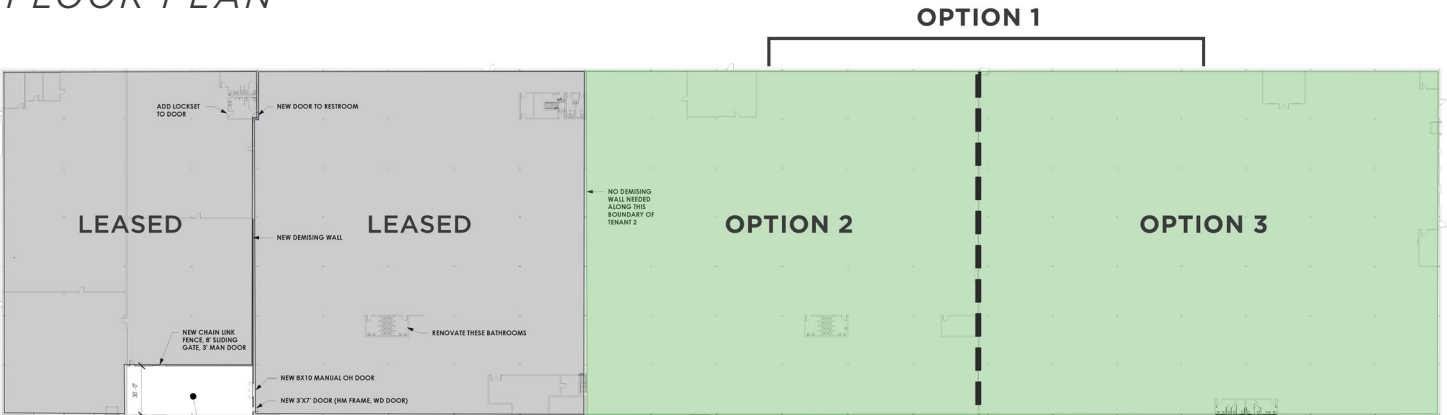 FLOOR PLAN
OPTION 1
ADD LOCKSET
TO DOOR
NEW DOOR TO RESTROOM
NO DEMISING
WALL NEEDED
ALONG THIS
BOUNDARY OF
TENANT 2
LEASED
LEASED
OPTION 2
OPTION 3
NEW DEMISING WALL
NEW CHAIN LINK
FENCE, 8' SLIDING
GATE, 3' MAN DOOR
RENOVATE THESE BATHROOMS
NEW 8X10 MANUAL OH DOOR
NEW 3'X7' DOOR (HM FRAME, WD DOOR)